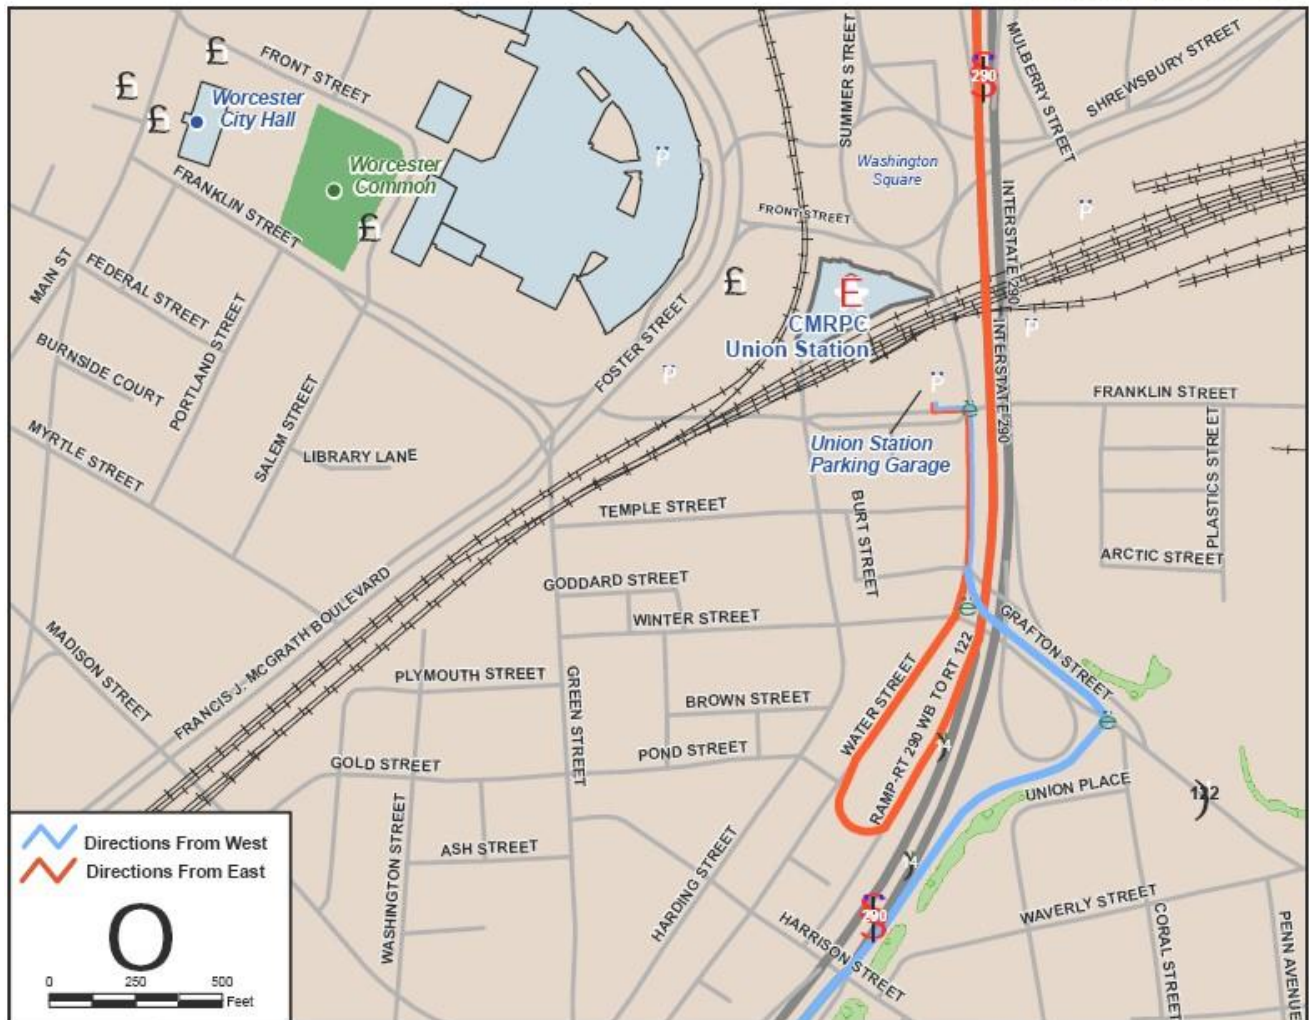 FRONT STREET
Worcester
City Hall
Worcester
Common
FRANKLIN STREET
MAIN ST
FEDERAL STREET
BURNSIDE COURT
PORTLAND STREET
MYRTLE STREET
SALEM STREET
LIBRARY LANE
FOSTER STREET
SUMMER STREET
290
MULBERRY STREET
SHREWSBURY STREET
Washington
Square
FRONT STREET
INTERSTATE 290
INTERSTATE 290
CMRPC
Union Station
FRANKLIN STREET
Union Station
Parking Garage
PLASTICS STREET
ARCTIC STREET
TEMPLE STREET
BURT STREET
GODDARD STREET
WINTER STREET
GRAFTON STREET
MADISON STREET
FRANCIS J. MCGRATH BOULEVARD
PLYMOUTH STREET
GREEN STREET
BROWN STREET
WATER STREET
RAMP-RT 290 WB TO RT 122
POND STREET
GOLD STREET
UNION PLACE
122
14
14
WASHINGTON STREET
ASH STREET
HARDING STREET
290
HARRISON STREET
WAVERLY STREET
CORAL STREET
PENN AVENUE
Directions From West
Directions From East
O
0 250 500
Feet
£
£
£
£
£
Ê
P
P
P
P
P